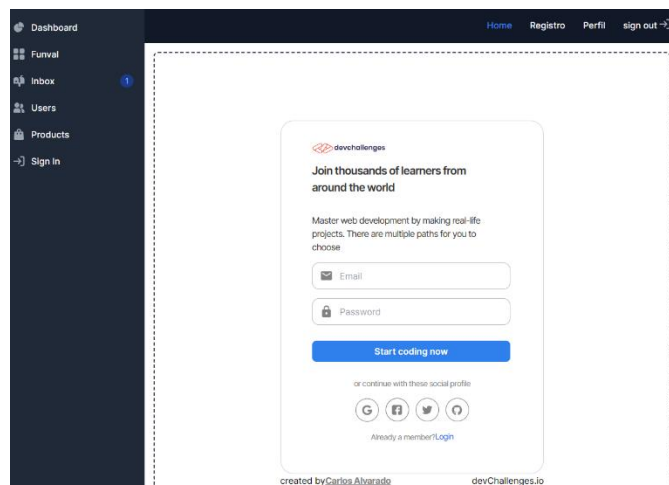 Dashboard
Funval
Inbox 1
Users
Products
Sign In
Home Registro Perfil sign out
devchallenges
Join thousands of learners from
around the world
Master web development by making real-life
projects. There are multiple paths for you to
choose
Email
Password
Start coding now
or continue with these social profile
Already a member?Login
created byCarlos Alvarado devChallenges.io